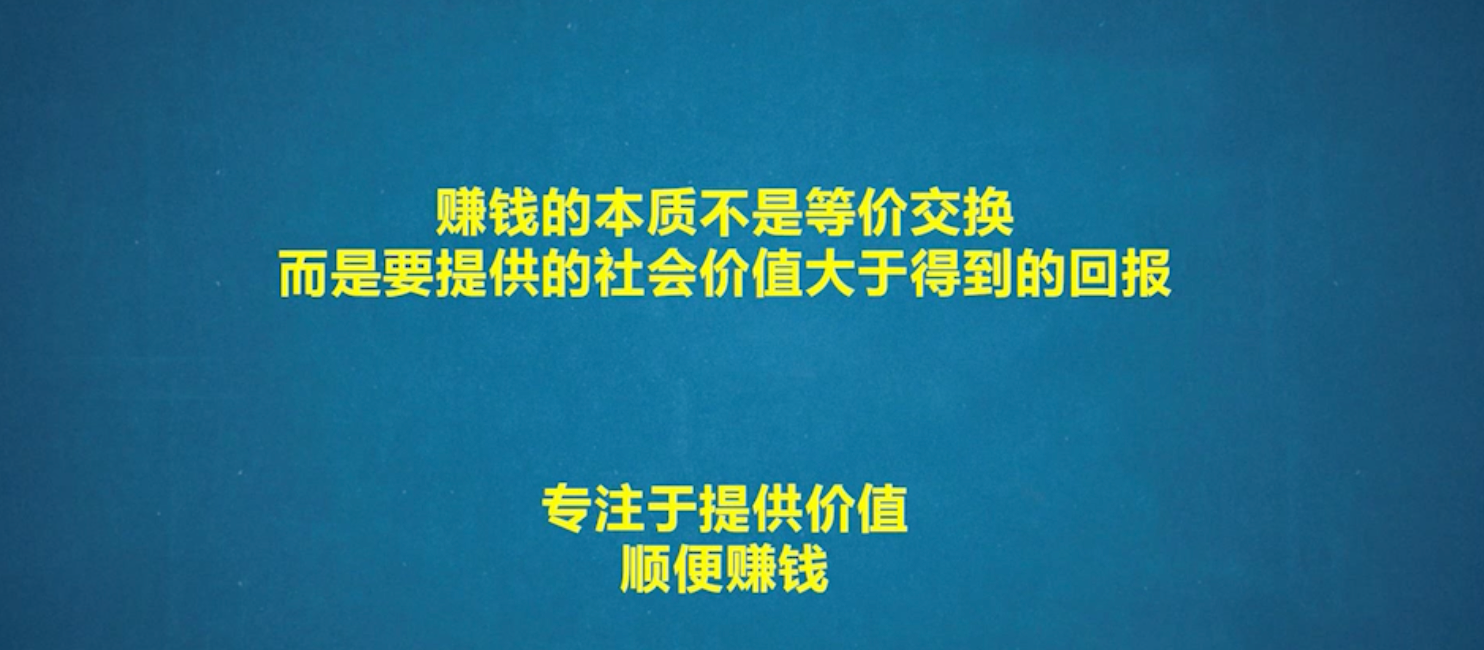 赚钱的本质不是等价交换
而是要提供的社会价值大于得到的回报
专注于提供价值
顺便赚钱